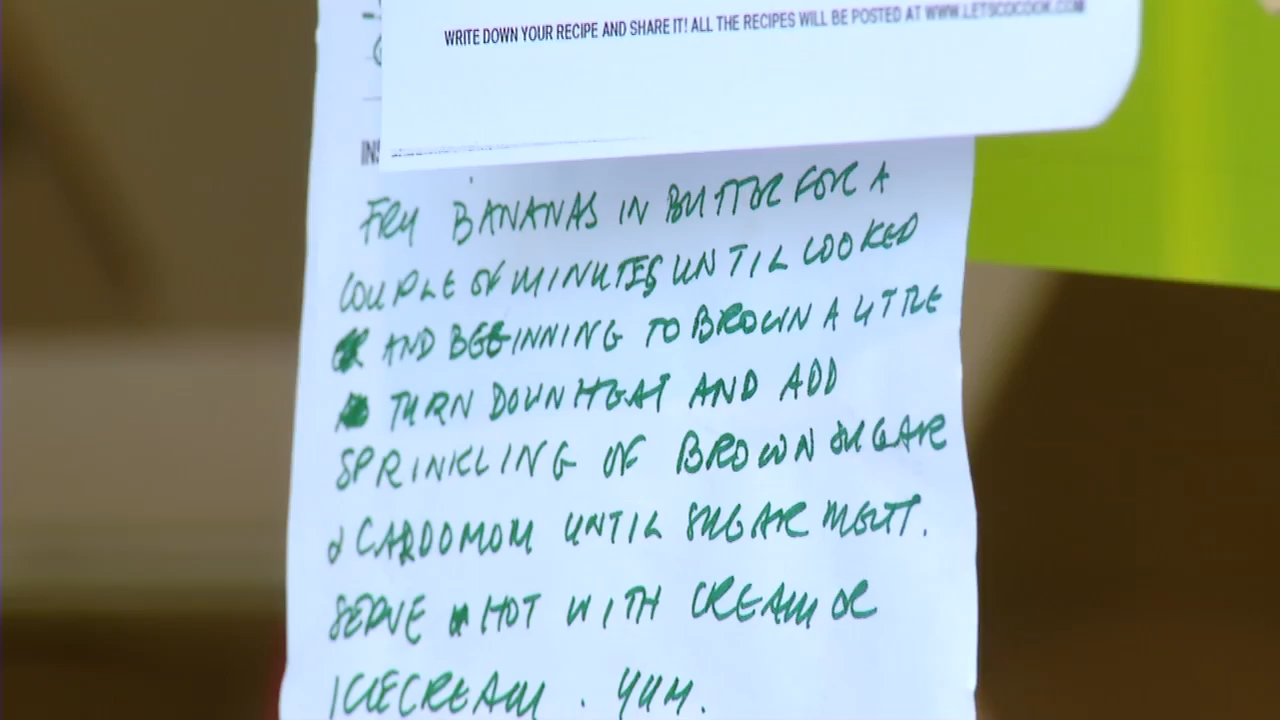 WRITE DOWN YOUR RECIPE AND SHARE IT! ALL THE RECIPES WILL BE POSTED AT WWW.LETSCOCOOK.COM
FRY BANANAS IN BUTTER FOR A
COUPLE OF MINUTES UNTIL COOKED
AND BEGINNING TO BROWN A LITTLE
TURN DOWN HEAT AND ADD
SPRINKLING OF BROWN SUGAR
& CARDOMOM UNTIL SUGAR MELTS.
SERVE HOT WITH CREAM OR
ICECREAM. YUM.